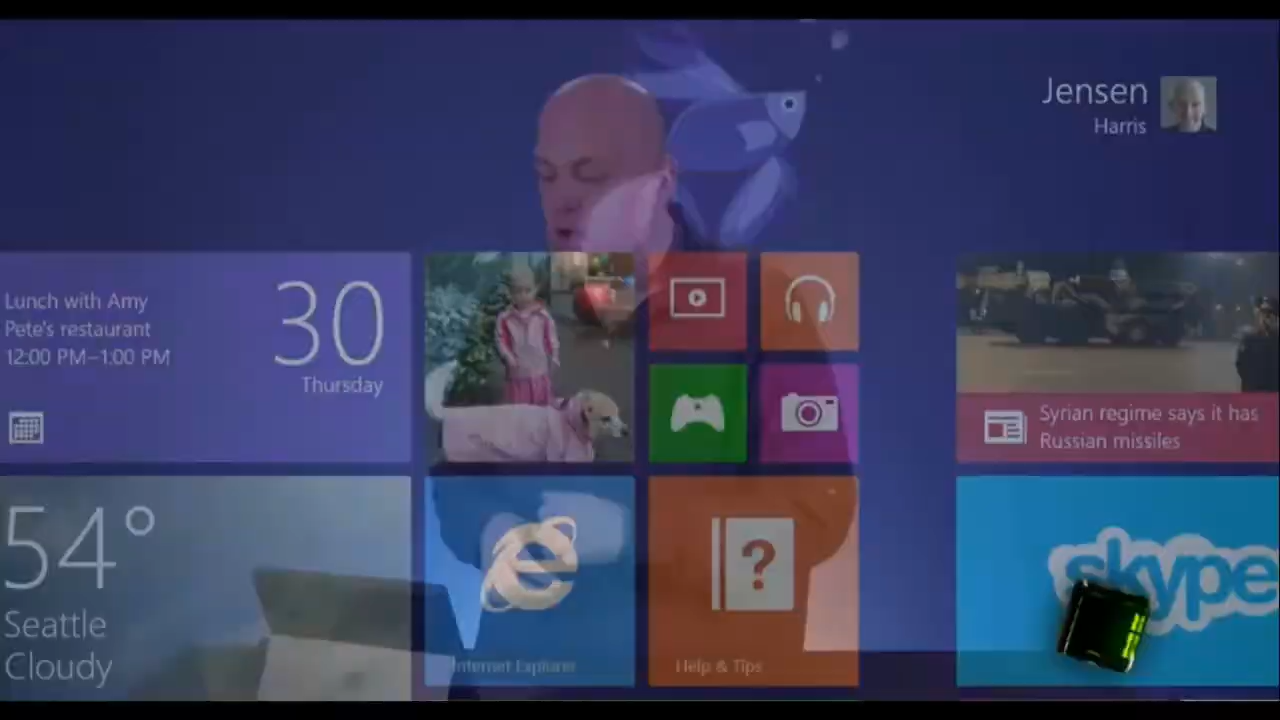 Jensen
Harris
Lunch with Amy
Pete's restaurant
12:00 PM–1:00 PM
30
Thursday
Syrian regime says it has
Russian missiles
54°
Seattle
Cloudy
Internet Explorer
?
Help & Tips
skype